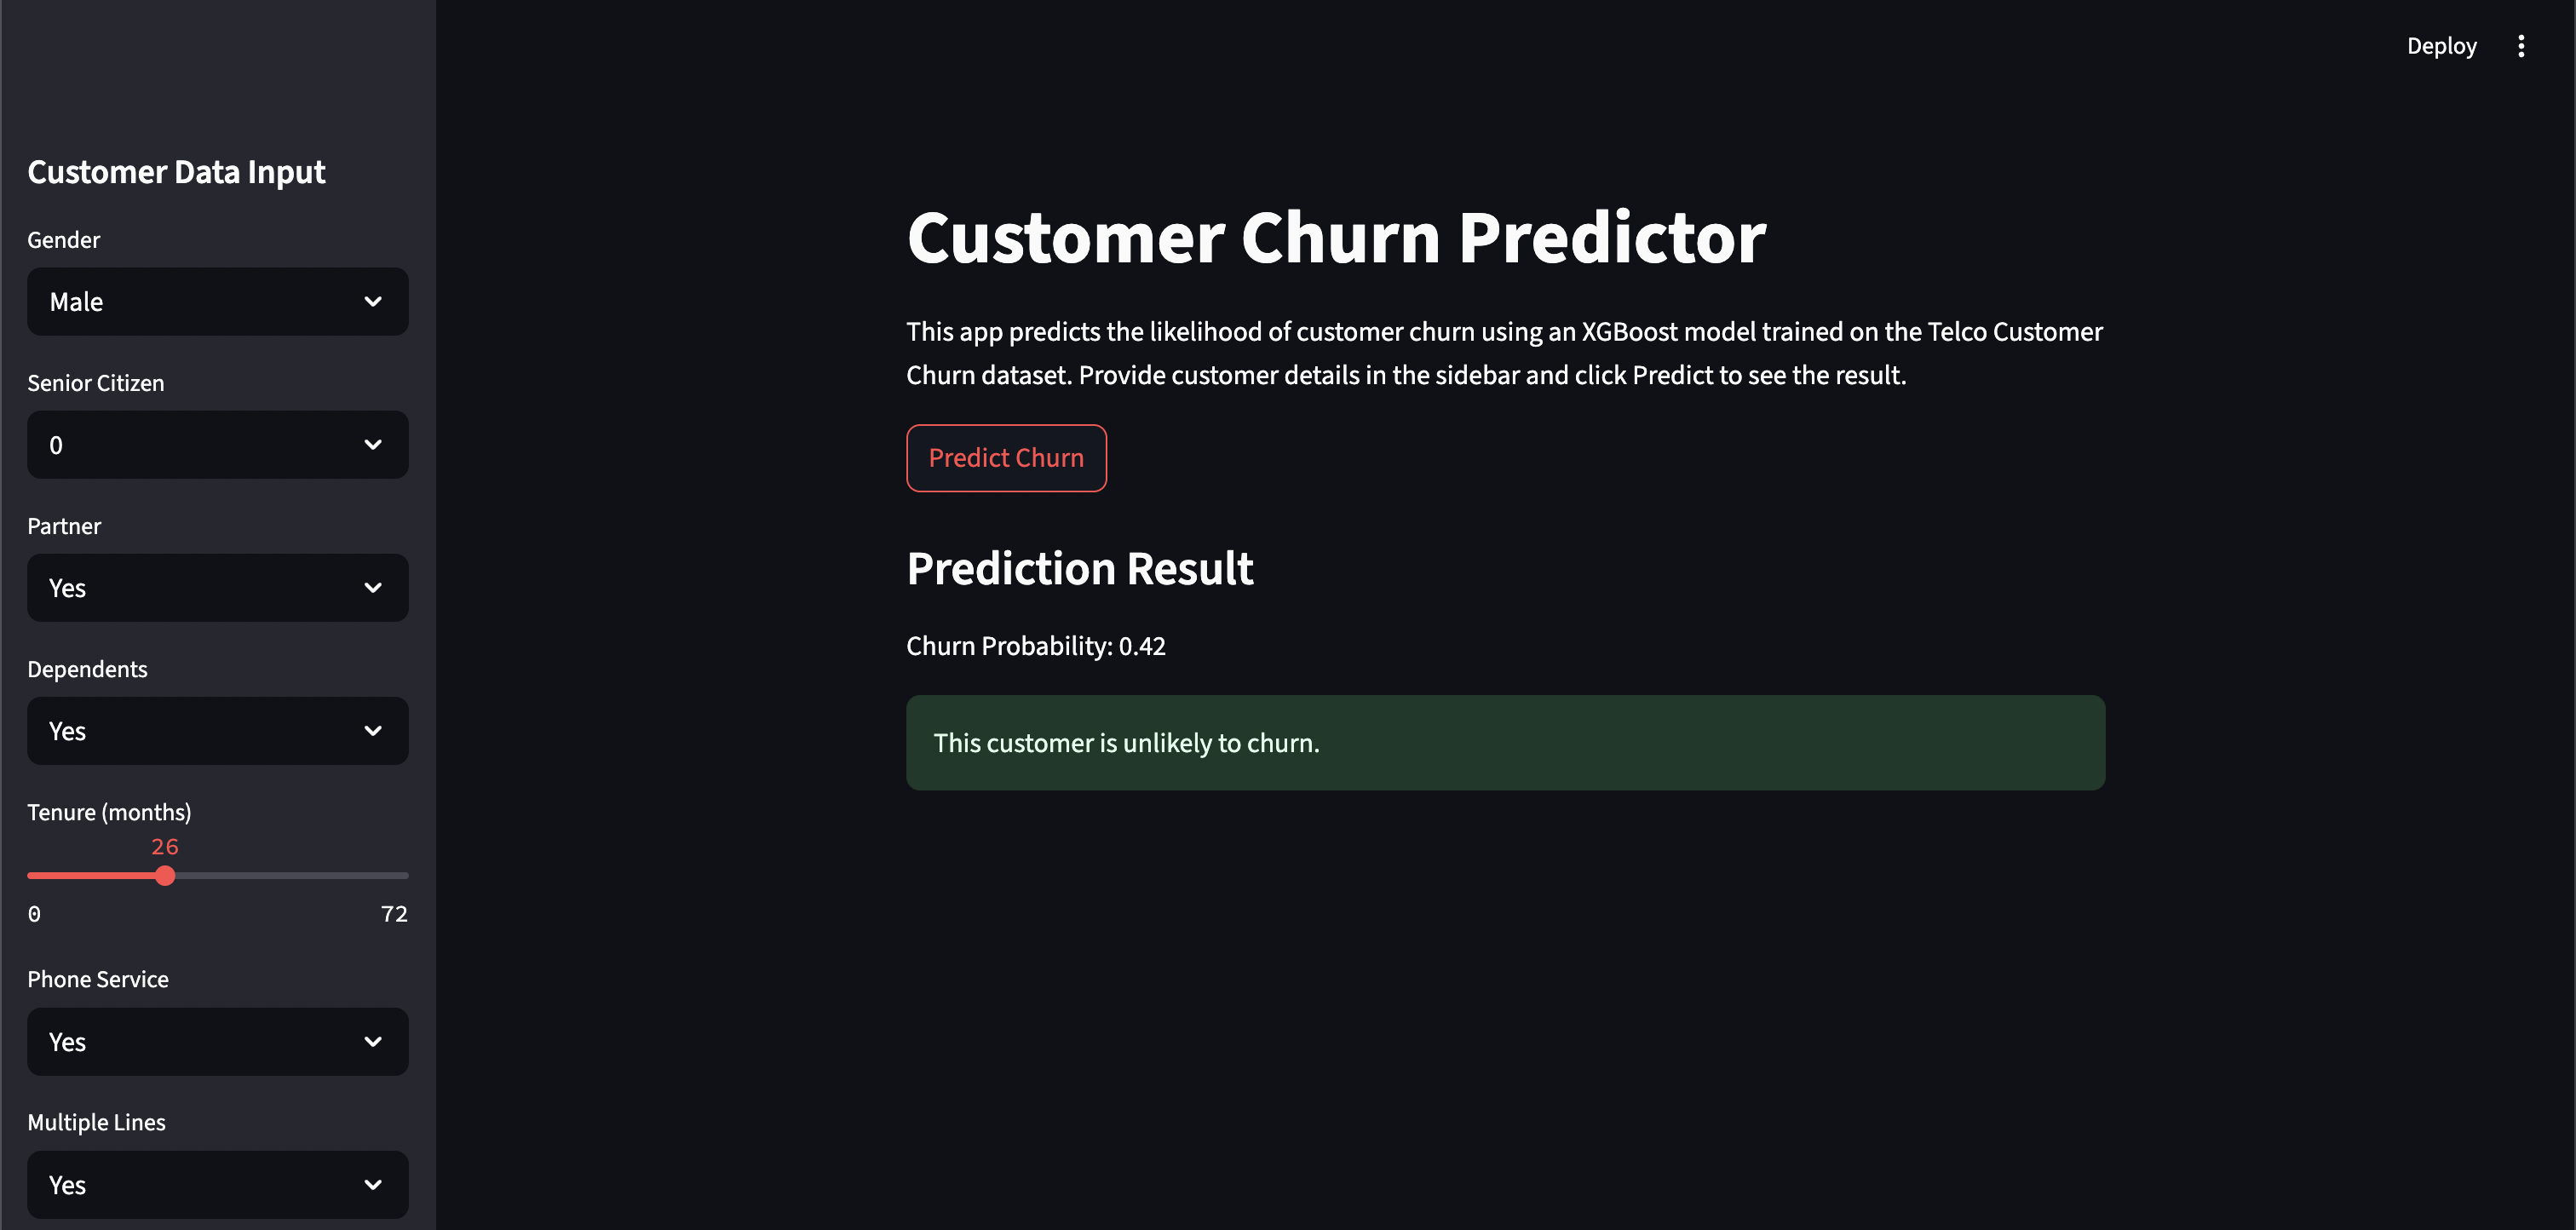 Deploy
Customer Data Input
Gender
Male
Senior Citizen
0
Partner
Yes
Dependents
Yes
Tenure (months)
26
0 72
Phone Service
Yes
Multiple Lines
Yes
Customer Churn Predictor
This app predicts the likelihood of customer churn using an XGBoost model trained on the Telco Customer
Churn dataset. Provide customer details in the sidebar and click Predict to see the result.
Predict Churn
Prediction Result
Churn Probability: 0.42
This customer is unlikely to churn.